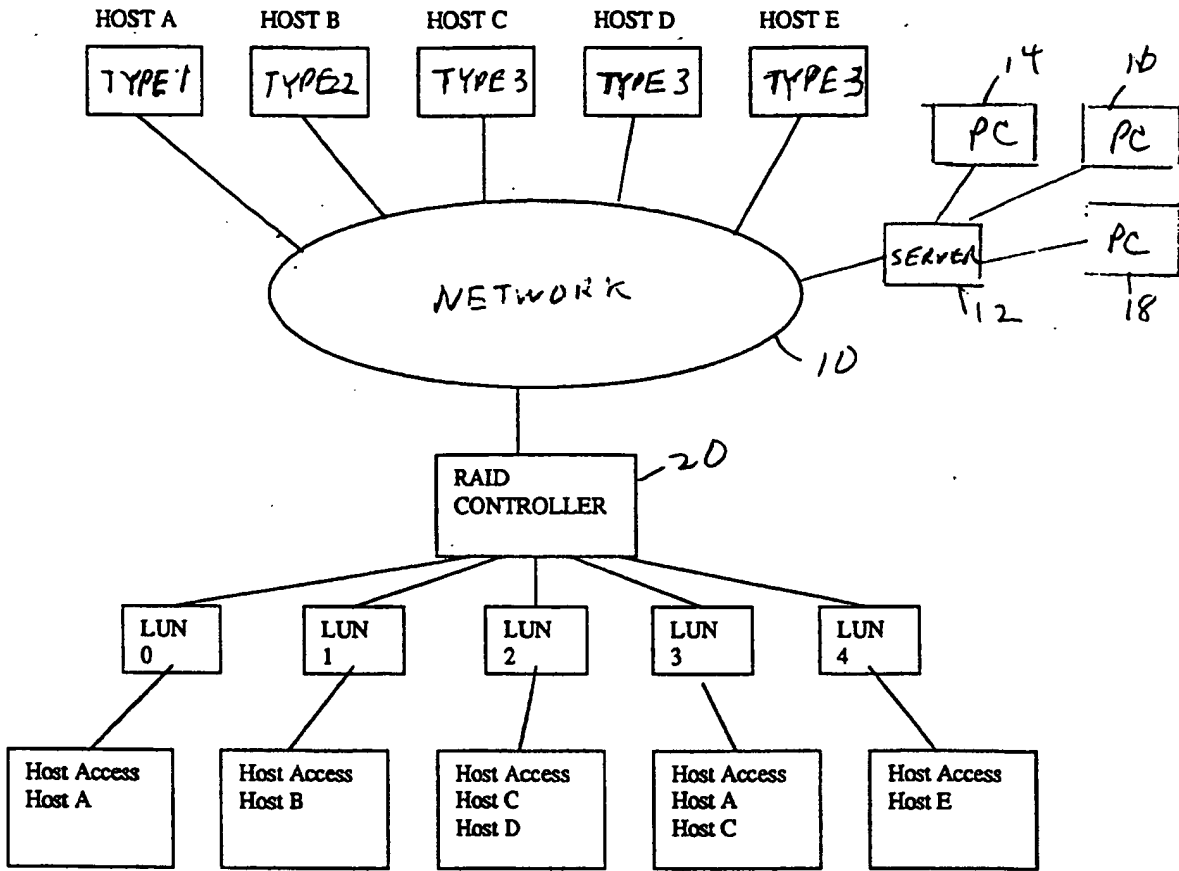 HOST A HOST B HOST C HOST D HOST E
TYPE 1 TYPE22 TYPE 3 TYPE 3 TYPE 3
14 16
PC PC
SERVER PC
12 18
NETWORK
10
20
RAID
CONTROLLER
LUN
0
LUN
1
LUN
2
LUN
3
LUN
4
Host Access
Host A
Host Access
Host B
Host Access
Host C
Host D
Host Access
Host A
Host C
Host Access
Host E